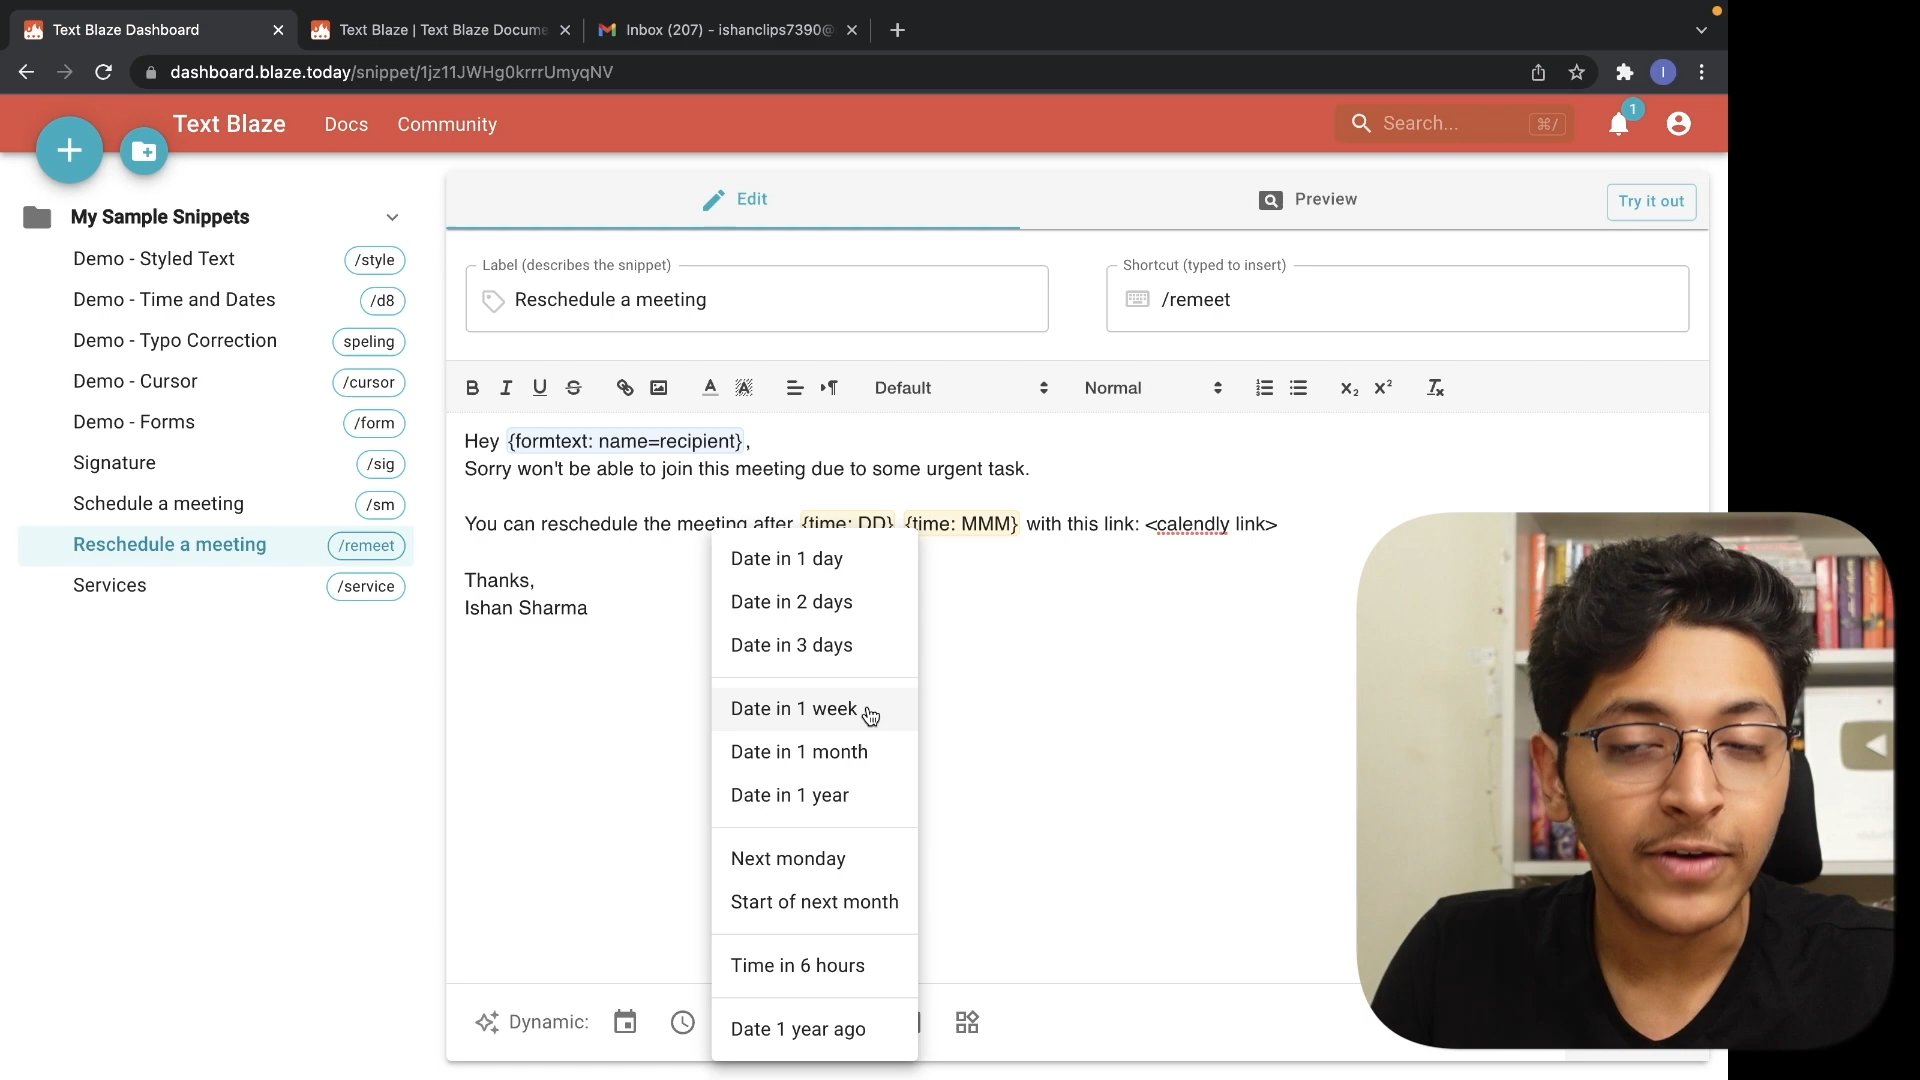 Text Blaze Dashboard
Text Blaze | Text Blaze Docume
Inbox (207) - ishanclips7390@
dashboard.blaze.today/snippet/1jz11JWHg0krrrUmyqNV
I
Text Blaze
Docs
Community
Search...
⌘/
1
My Sample Snippets
Demo - Styled Text /style
Demo - Time and Dates /d8
Demo - Typo Correction speling
Demo - Cursor /cursor
Demo - Forms /form
Signature /sig
Schedule a meeting /sm
Reschedule a meeting /remeet
Services /service
Edit
Preview
Try it out
Label (describes the snippet)
Reschedule a meeting
Shortcut (typed to insert)
/remeet
Default
Normal
Hey {formtext: name=recipient},
Sorry won't be able to join this meeting due to some urgent task.
You can reschedule the meeting after {time: DD} {time: MMM} with this link: <calendly link>
Thanks,
Ishan Sharma
Date in 1 day
Date in 2 days
Date in 3 days
Date in 1 week
Date in 1 month
Date in 1 year
Next monday
Start of next month
Time in 6 hours
Date 1 year ago
Dynamic: